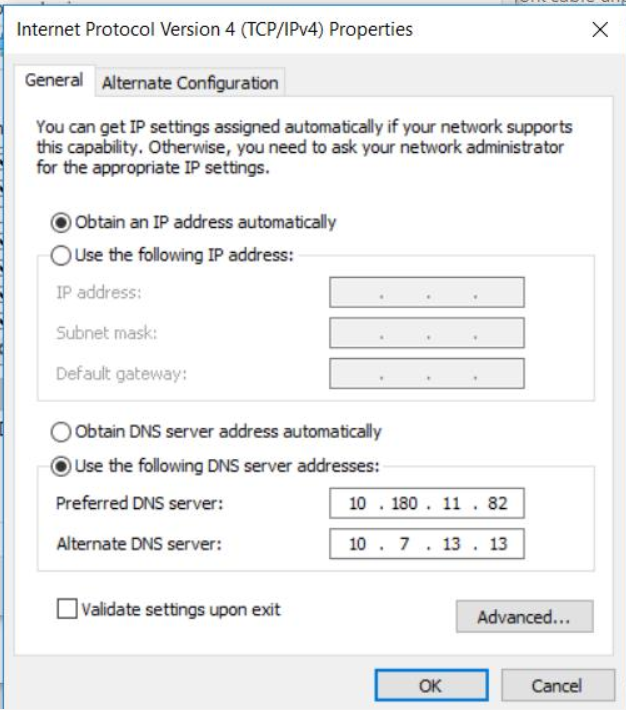 Internet Protocol Version 4 (TCP/IPv4) Properties
General
Alternate Configuration
You can get IP settings assigned automatically if your network supports
this capability. Otherwise, you need to ask your network administrator
for the appropriate IP settings.
Obtain an IP address automatically
Use the following IP address:
IP address:
. . .
Subnet mask:
. . .
Default gateway:
. . .
Obtain DNS server address automatically
Use the following DNS server addresses:
Preferred DNS server:
10 . 180 . 11 . 82
Alternate DNS server:
10 . 7 . 13 . 13
Validate settings upon exit
Advanced...
OK
Cancel